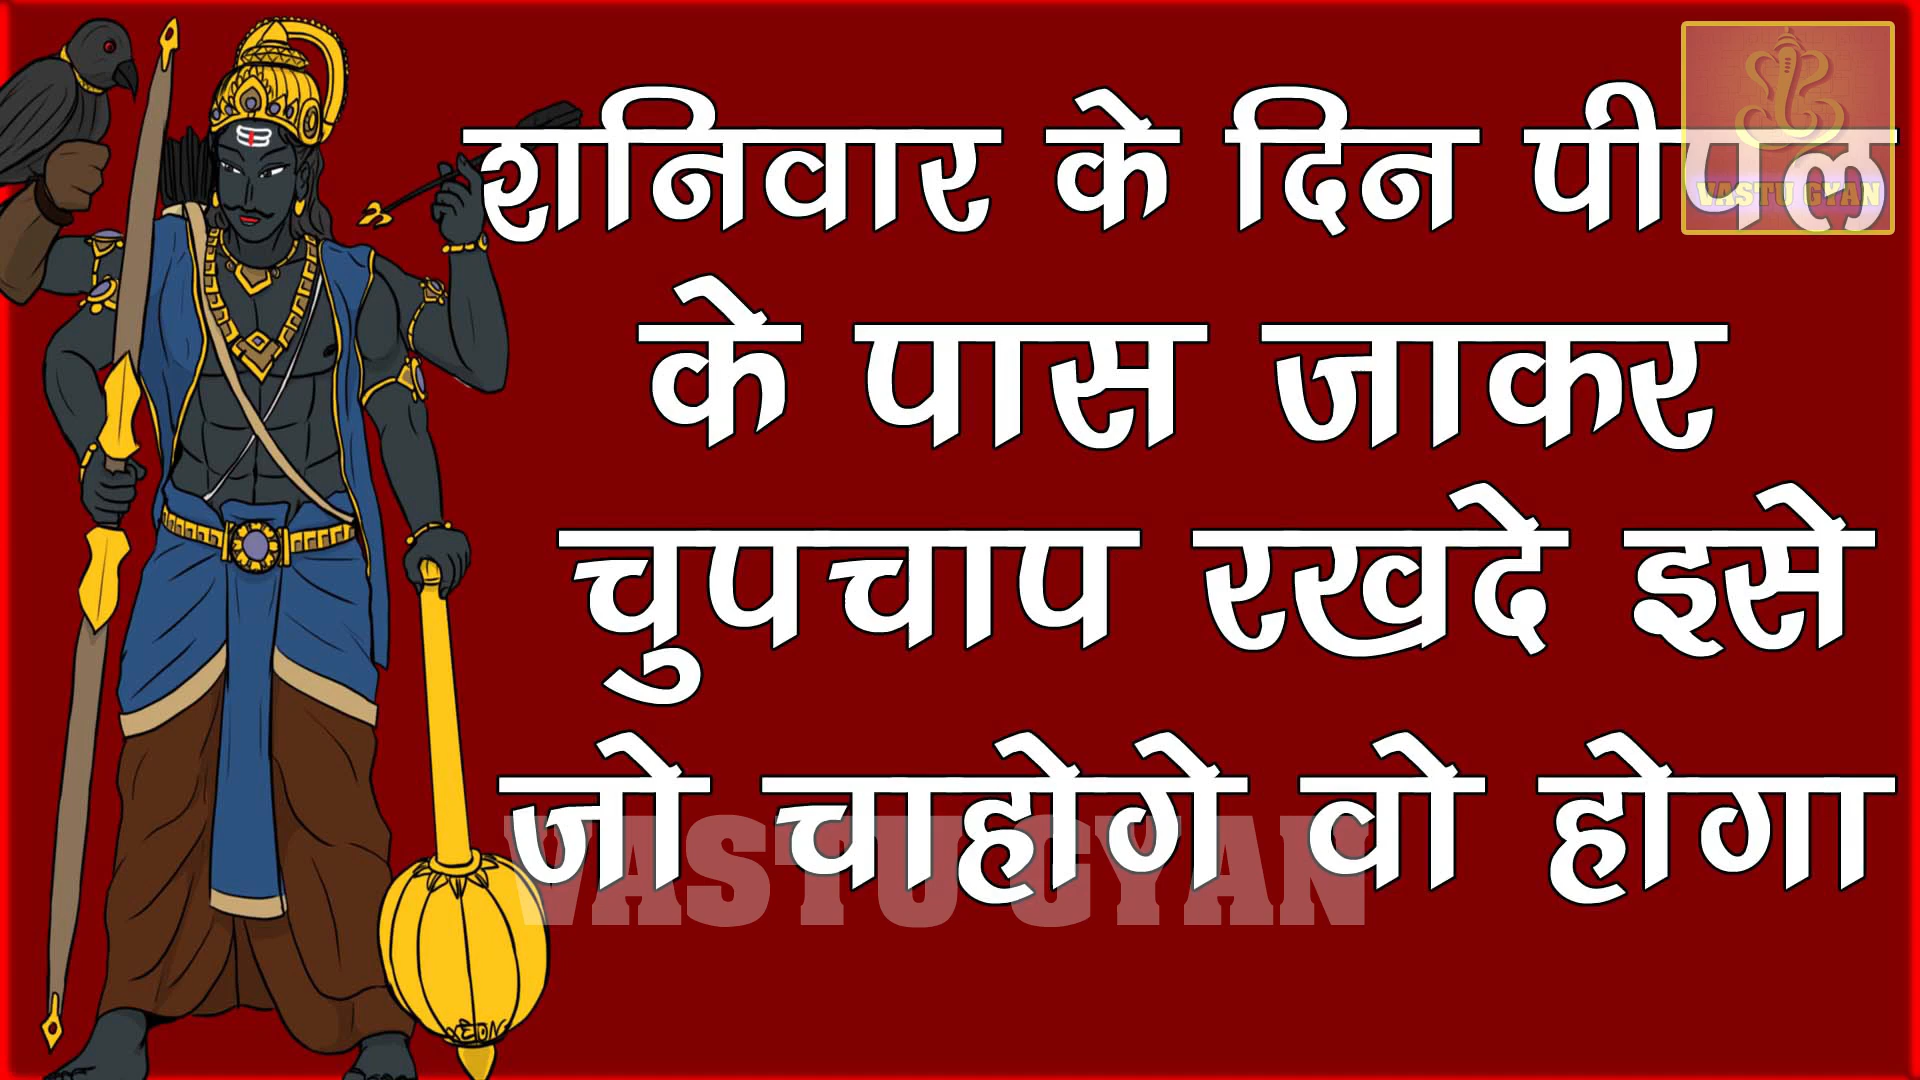 शनिवार के दिन पीपल
VASTU GYAN
के पास जाकर
चुपचाप रखदे इसे
जो चाहोगे वो होगा
VASTU GYAN